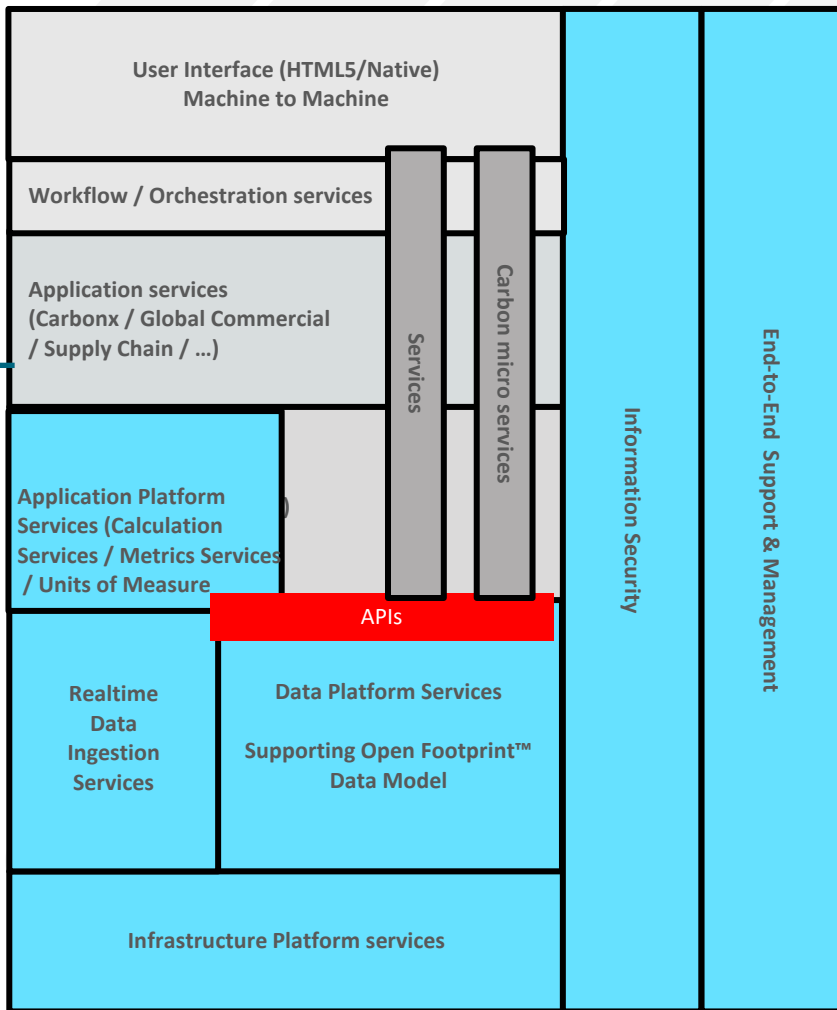 User Interface (HTML5/Native)
Machine to Machine
Workflow / Orchestration services
Application services
(Carbonx / Global Commercial
/ Supply Chain / …)
Services
Carbon micro services
Information Security
End-to-End Support & Management
Application Platform
Services (Calculation
Services / Metrics Services
/ Units of Measure
)
APIs
Realtime
Data
Ingestion
Services
Data Platform Services
Supporting Open Footprint™
Data Model
Infrastructure Platform services